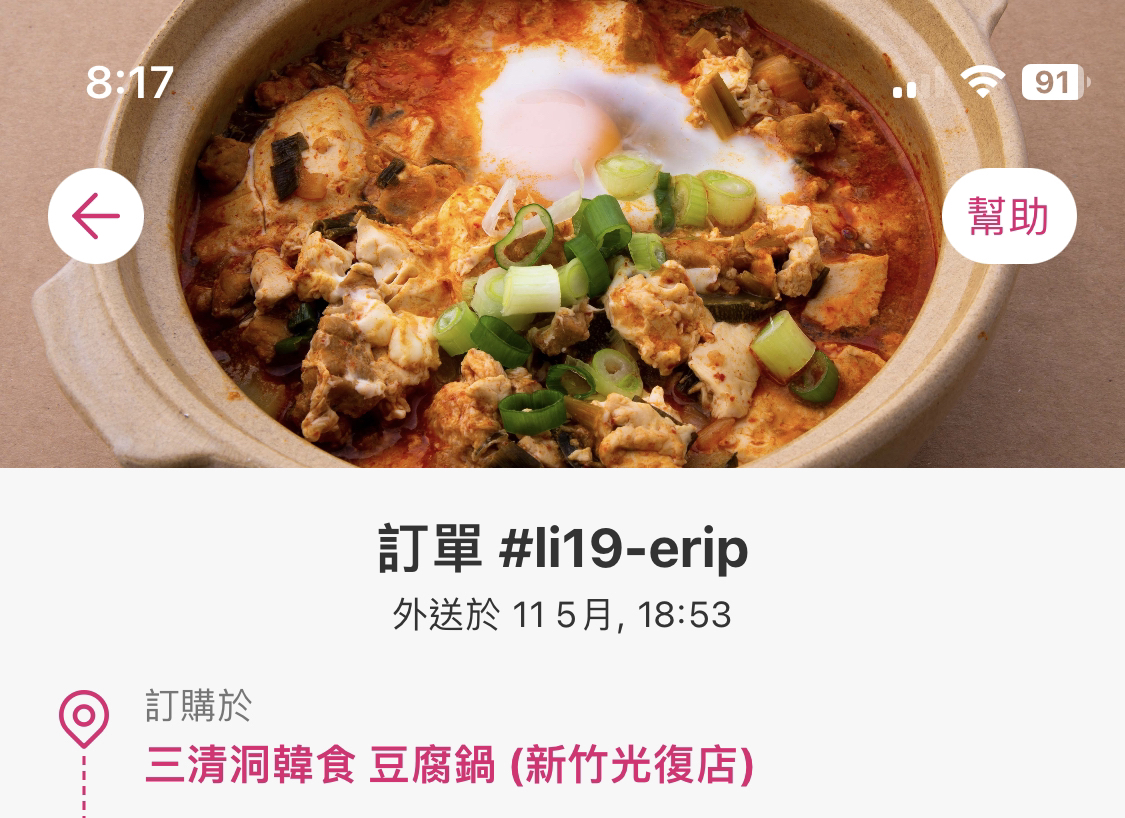 8:17
91
幫助
訂單 #li19-erip
外送於 11 5月, 18:53
訂購於
三清洞韓食 豆腐鍋 (新竹光復店)